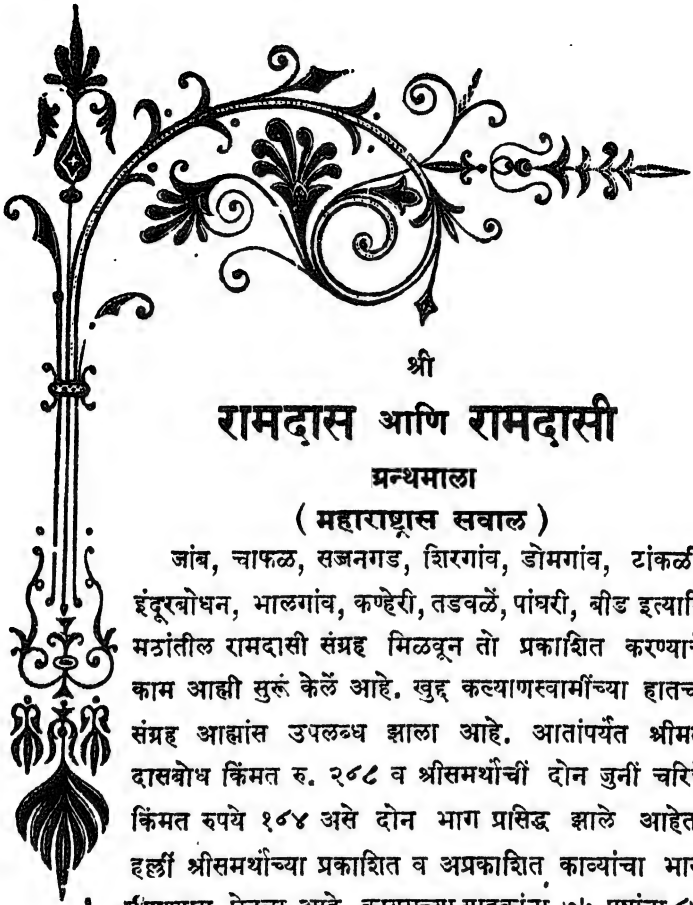 श्री
रामदास आणि रामदासी
ग्रन्थमाला
( महाराष्ट्रास सवाल )
जांब, चाफळ, सज्जनगड, शिरगांव, डोमगांव, टांकळी
इंदूरबोधन, भालगांव, कण्हेरी, तडवळें, पांघरी, बीड इत्यादि
मठांतील रामदासी संग्रह मिळवून तो प्रकाशित करण्याचें
काम आह्मी सुरूं केलें आहे. खुद्द कल्याणस्वामींच्या हातचा
संग्रह आह्मांस उपलब्ध झाला आहे. आतांपर्यंत श्रीमत्
दासबोध किंमत रु. २૮८ व श्रीसमर्थांचीं दोन जुनीं चरित्रें
किंमत रुपये १૮४ असे दोन भाग प्रसिद्ध झाले आहेत
हल्लीं श्रीसमर्थांच्या प्रकाशित व अप्रकाशित काव्यांचा भाग